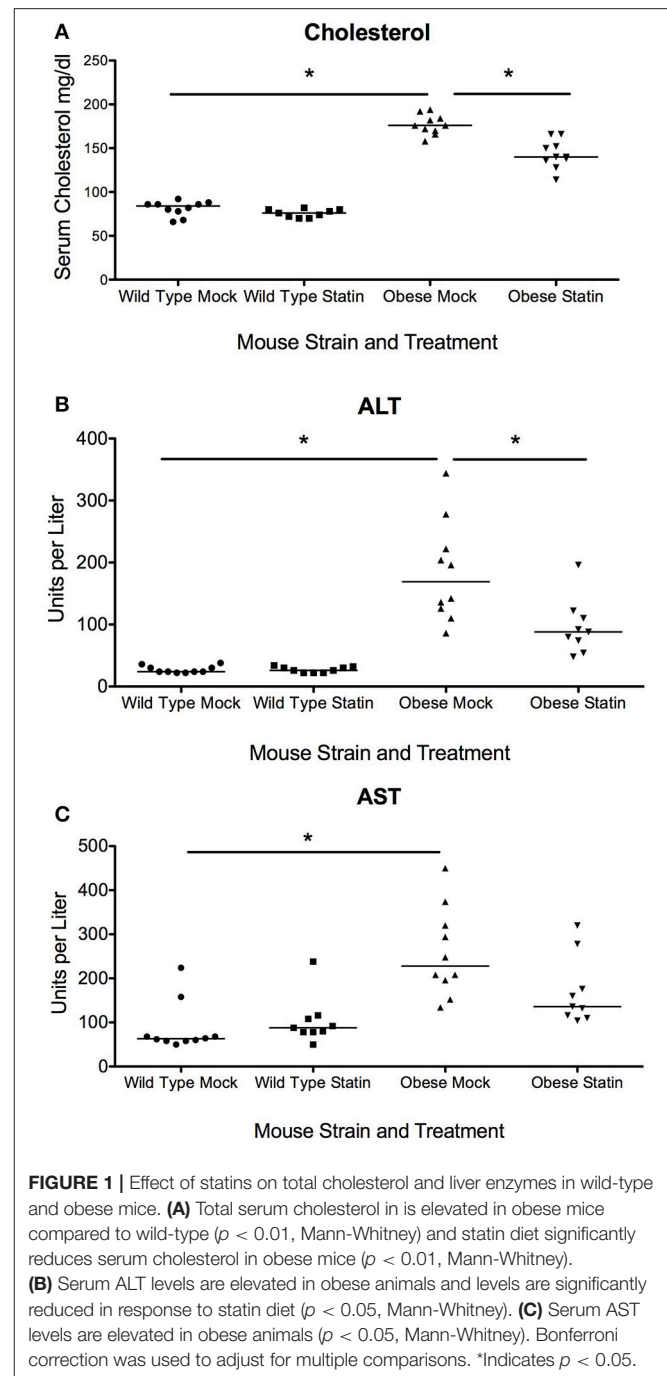 A
Cholesterol
*
*
Serum Cholesterol mg/dl
250
200
150
100
50
0
Wild Type Mock Wild Type Statin Obese Mock Obese Statin
Mouse Strain and Treatment
B
ALT
*
*
Units per Liter
400
300
200
100
0
Wild Type Mock Wild Type Statin Obese Mock Obese Statin
Mouse Strain and Treatment
C
AST
*
Units per Liter
500
400
300
200
100
0
Wild Type Mock Wild Type Statin Obese Mock Obese Statin
Mouse Strain and Treatment
FIGURE 1 | Effect of statins on total cholesterol and liver enzymes in wild-type
and obese mice. (A) Total serum cholesterol in is elevated in obese mice
compared to wild-type (p < 0.01, Mann-Whitney) and statin diet significantly
reduces serum cholesterol in obese mice (p < 0.01, Mann-Whitney).
(B) Serum ALT levels are elevated in obese animals and levels are significantly
reduced in response to statin diet (p < 0.05, Mann-Whitney). (C) Serum AST
levels are elevated in obese animals (p < 0.05, Mann-Whitney). Bonferroni
correction was used to adjust for multiple comparisons. *Indicates p < 0.05.